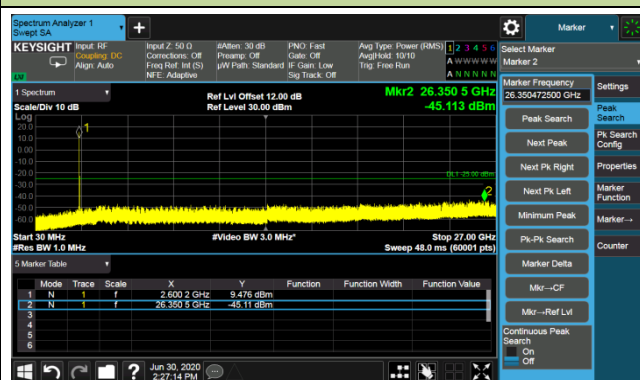 Spectrum Analyzer 1
Swept SA
+
Marker
KEYSIGHT
Input: RF
Coupling: DC
Align: Auto
Input Z: 50 Ω
Corrections: Off
Freq Ref: Int (S)
NFE: Adaptive
#Atten: 30 dB
Preamp: Off
µW Path: Standard
PNO: Fast
Gate: Off
IF Gain: Low
Sig Track: Off
Avg Type: Power (RMS)
Avg|Hold: 10/10
Trig: Free Run
1 2 3 4 5 6
A W W W W W
A N N N N N
LV
Select Marker
Marker 2
Marker Frequency
26.350472500 GHz
Settings
Peak Search
Next Peak
Next Pk Right
Next Pk Left
Minimum Peak
Pk-Pk Search
Marker Delta
Mkr→CF
Mkr→Ref Lvl
Continuous Peak
Search
On
Off
Peak
Search
Pk Search
Config
Properties
Marker
Function
Marker→
Counter
1 Spectrum
Scale/Div 10 dB
Ref Lvl Offset 12.00 dB
Ref Level 30.00 dBm
Mkr2 26.350 5 GHz
-45.113 dBm
Log
20.0
10.0
0.00
-10.0
-20.0
-30.0
-40.0
-50.0
-60.0
1
DL1 -25.00 dBm
2
Start 30 MHz
#Res BW 1.0 MHz
#Video BW 3.0 MHz*
Stop 27.00 GHz
Sweep 48.0 ms (60001 pts)
5 Marker Table
Mode Trace Scale X Y Function Function Width Function Value
1 N 1 f 2.600 2 GHz 9.476 dBm
2 N 1 f 26.350 5 GHz -45.11 dBm
3
4
5
6
?
Jun 30, 2020
2:27:14 PM